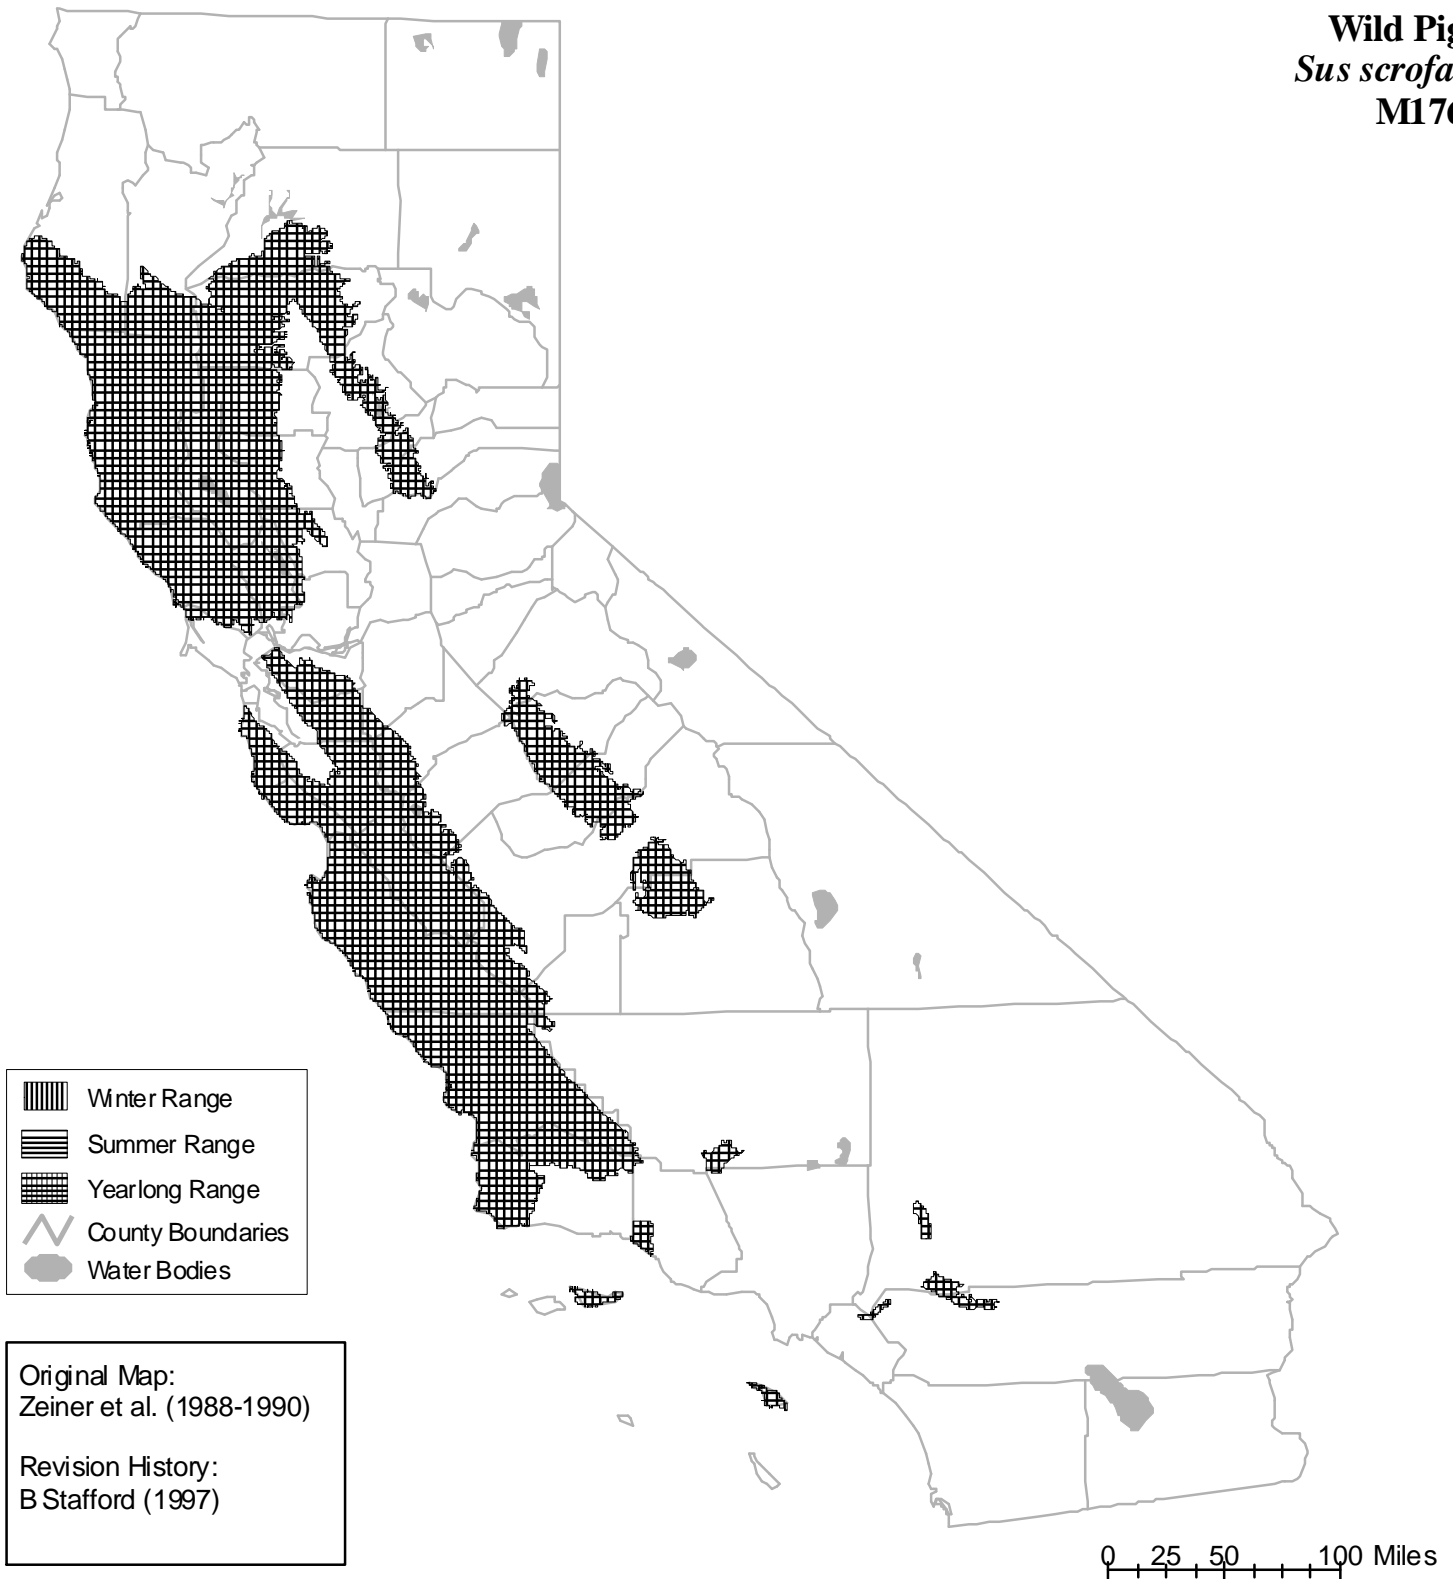 Wild Pig
Sus scrofa
M176
Winter Range
Summer Range
Yearlong Range
County Boundaries
Water Bodies
Original Map:
Zeiner et al. (1988-1990)
Revision History:
B Stafford (1997)
0 25 50 100 Miles